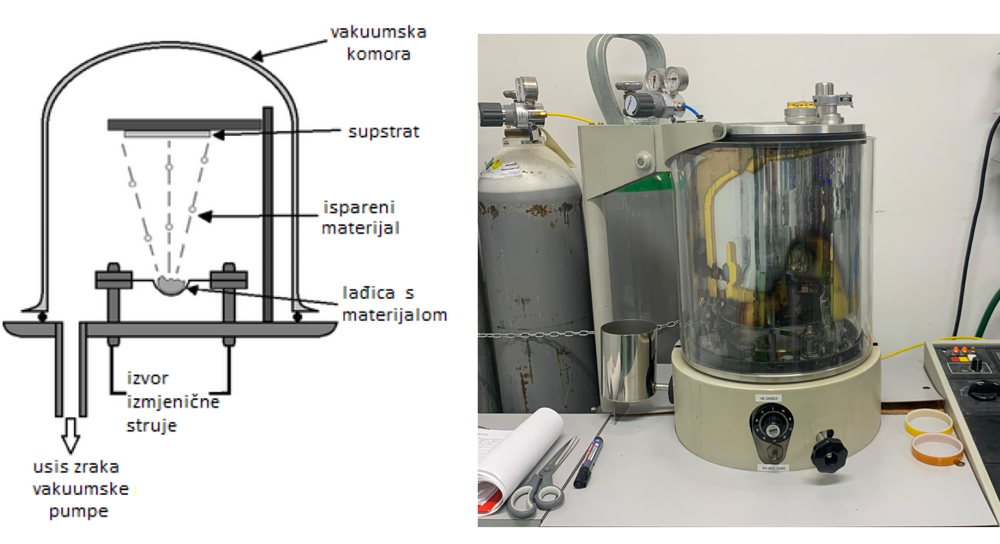 vakuumska
komora
supstrat
ispareni
materijal
lađica s
materijalom
izvor
izmjenične
struje
usis zraka
vakuumske
pumpe
MESSER
NE OKREĆE
DO NOT TURN